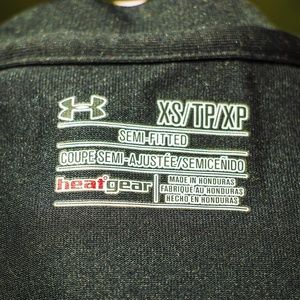 XS/TP/XP
SEMI-FITTED
COUPE SEMI-AJUSTÉE/SEMICEÑIDO
heatgear
MADE IN HONDURAS
FABRIQUÉ AU HONDURAS
HECHO EN HONDURAS